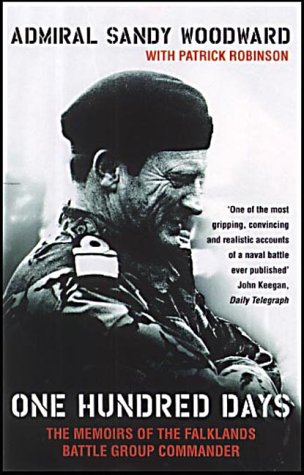 ADMIRAL SANDY WOODWARD
WITH PATRICK ROBINSON
'One of the most
gripping, convincing
and realistic accounts
of a naval battle
ever published'
John Keegan,
Daily Telegraph
ONE HUNDRED DAYS
THE MEMOIRS OF THE FALKLANDS
BATTLE GROUP COMMANDER